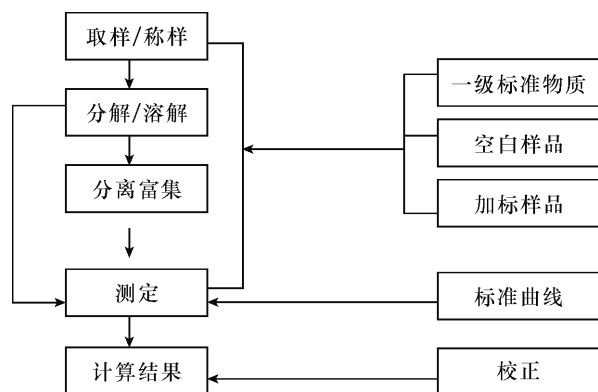 取样/称样
分解/溶解
分离富集
测定
计算结果
一级标准物质
空白样品
加标样品
标准曲线
校正